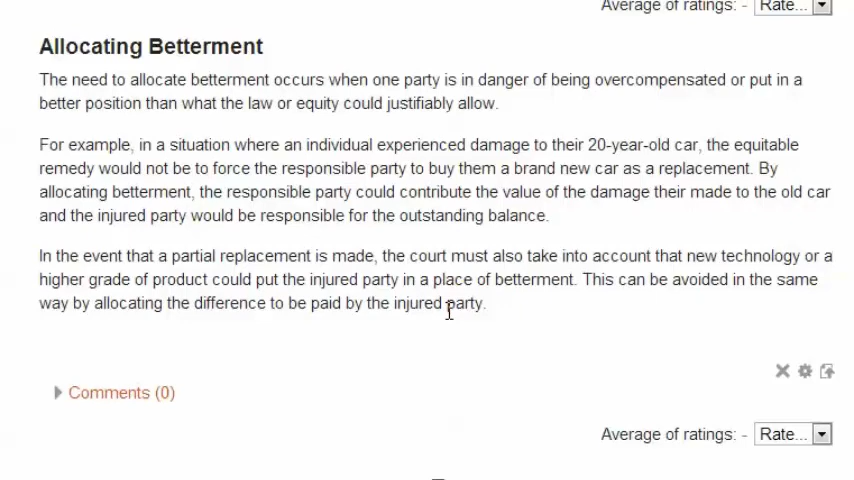 Average of ratings: - Rate...
Allocating Betterment
The need to allocate betterment occurs when one party is in danger of being overcompensated or put in a
better position than what the law or equity could justifiably allow.
For example, in a situation where an individual experienced damage to their 20-year-old car, the equitable
remedy would not be to force the responsible party to buy them a brand new car as a replacement. By
allocating betterment, the responsible party could contribute the value of the damage their made to the old car
and the injured party would be responsible for the outstanding balance.
In the event that a partial replacement is made, the court must also take into account that new technology or a
higher grade of product could put the injured party in a place of betterment. This can be avoided in the same
way by allocating the difference to be paid by the injured party.
Comments (0)
Average of ratings: - Rate...